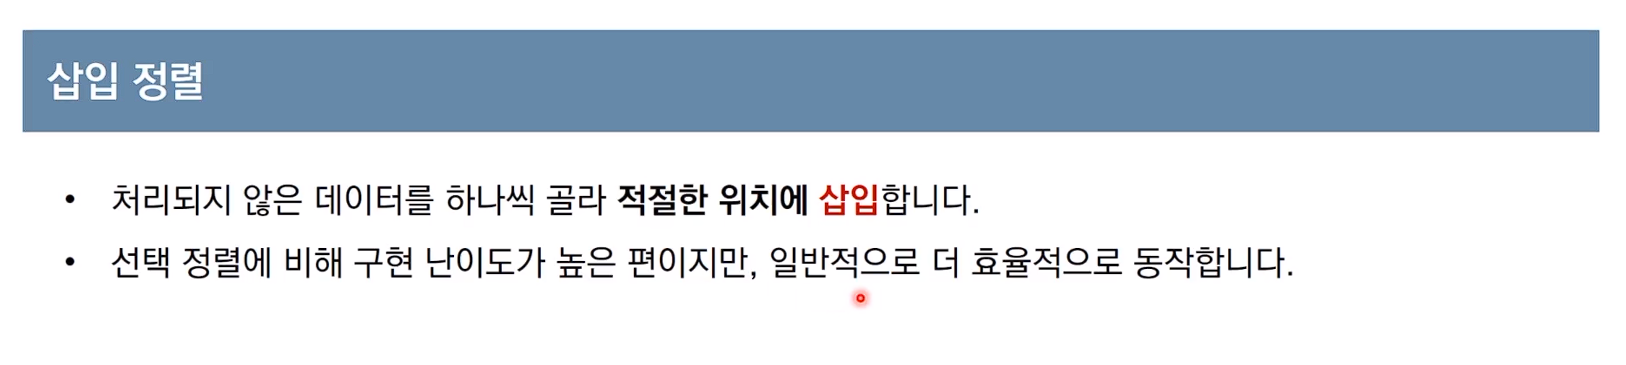 삽입 정렬
• 처리되지 않은 데이터를 하나씩 골라 적절한 위치에 삽입합니다.
• 선택 정렬에 비해 구현 난이도가 높은 편이지만, 일반적으로 더 효율적으로 동작합니다.